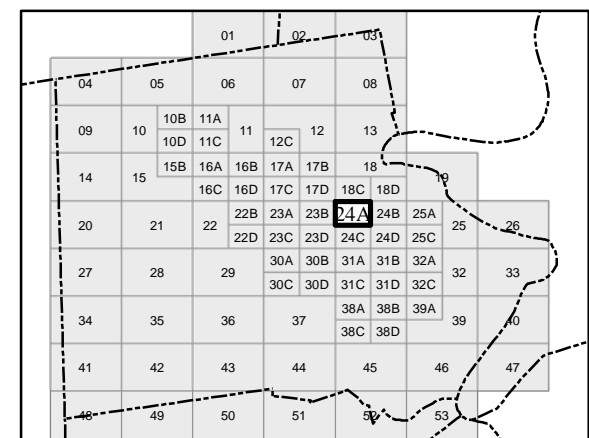 01 02 03
04 05 06 07 08
10B 11A
09 10 11 12 13
10D 11C 12C
15B 16A 16B 17A 17B 18
14 15 19
16C 16D 17C 17D 18C 18D
22B 23A 23B 24A 24B 25A
20 21 22 25 26
22D 23C 23D 24C 24D 25C
30A 30B 31A 31B 32A
27 28 29 32 33
30C 30D 31C 31D 32C
38A 38B 39A
34 35 36 37 39 40
38C 38D
41 42 43 44 45 46 47
48 49 50 51 52 53